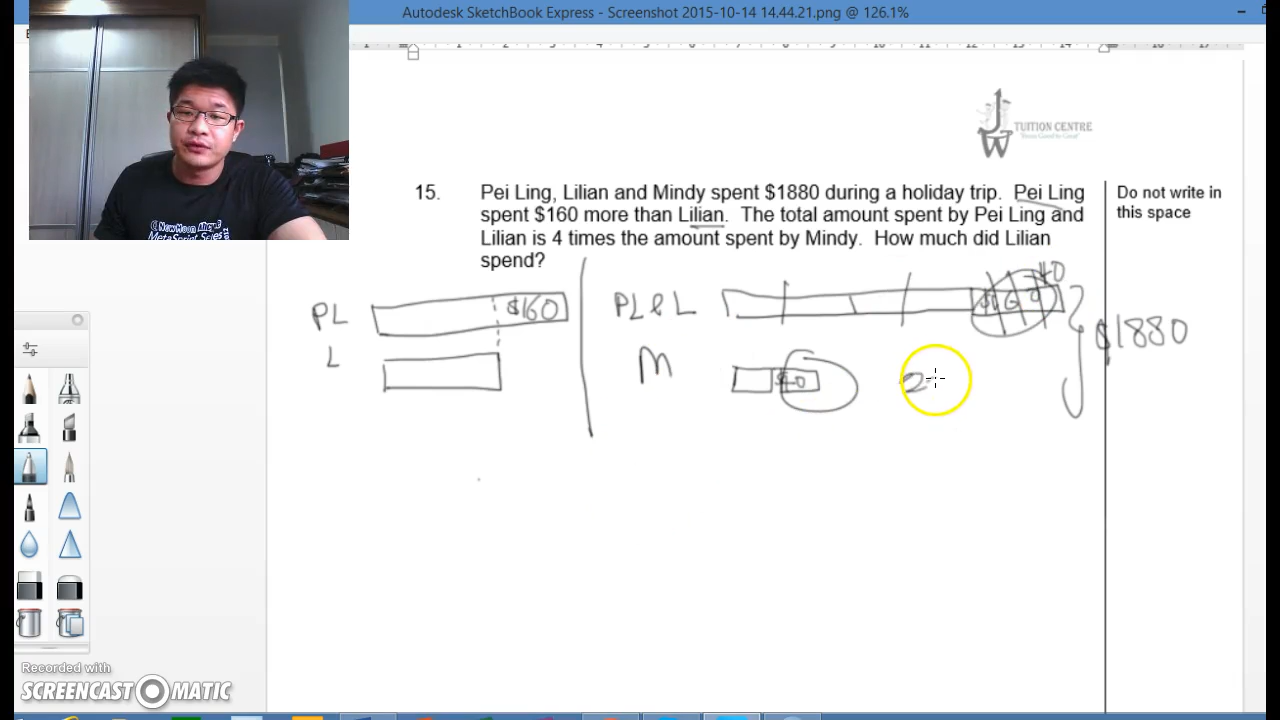 Autodesk SketchBook Express - Screenshot 2015-10-14 14.44.21.png @ 126.1%
TUITION CENTRE
15. Pei Ling, Lilian and Mindy spent $1880 during a holiday trip. Pei Ling
spent $160 more than Lilian. The total amount spent by Pei Ling and
Lilian is 4 times the amount spent by Mindy. How much did Lilian
spend?
Do not write in
this space
PL $160
L
PL & L $160 40
M $40
2
$1880
Recorded with
SCREENCAST MATIC